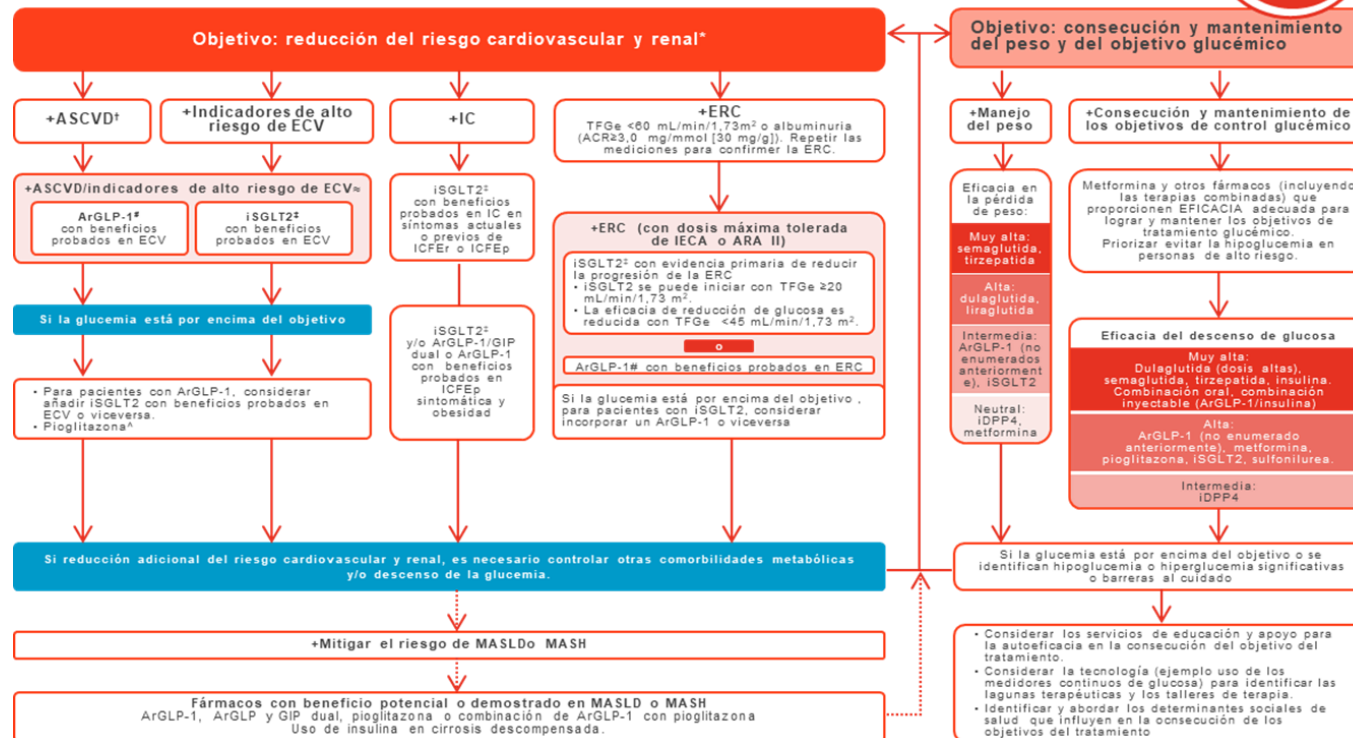 Objetivo: reducción del riesgo cardiovascular y renal*
+ASCVD†
+Indicadores de alto
riesgo de ECV
+IC
+ERC
TFGe <60 mL/min/1,73m² o albuminuria
(ACR≥3,0 mg/mmol [30 mg/g]). Repetir las
mediciones para confirmer la ERC.
+ASCVD/indicadores de alto riesgo de ECV≈
ArGLP-1#
con beneficios
probados en ECV
iSGLT2‡
con beneficios
probados en ECV
iSGLT2‡
con beneficios
probados en IC en
síntomas actuales
o previos de
ICFEr o ICFEp
+ERC (con dosis máxima tolerada
de IECA o ARA II)
iSGLT2‡ con evidencia primaria de reducir
la progresión de la ERC
• iSGLT2 se puede iniciar con TFGe ≥20
mL/min/1,73 m².
• La eficacia de reducción de glucosa es
reducida con TFGe <45 mL/min/1,73 m².
o
ArGLP-1# con beneficios probados en ERC
Si la glucemia está por encima del objetivo
iSGLT2‡
y/o ArGLP-1/GIP
dual o ArGLP-1
con beneficios
probados en
ICFEp
sintomática y
obesidad
• Para pacientes con ArGLP-1, considerar
añadir iSGLT2 con beneficios probados en
ECV o viceversa.
• Pioglitazona^
Si la glucemia está por encima del objetivo ,
para pacientes con iSGLT2, considerar
incorporar un ArGLP-1 o viceversa
Si reducción adicional del riesgo cardiovascular y renal, es necesario controlar otras comorbilidades metabólicas
y/o descenso de la glucemia.
+Mitigar el riesgo de MASLDo MASH
Fármacos con beneficio potencial o demostrado en MASLD o MASH
ArGLP-1, ArGLP y GIP dual, pioglitazona o combinación de ArGLP-1 con pioglitazona
Uso de insulina en cirrosis descompensada.
Objetivo: consecución y mantenimiento
del peso y del objetivo glucémico
+Manejo
del peso
+Consecución y mantenimiento de
los objetivos de control glucémico
Eficacia en
la pérdida
de peso:
Muy alta:
semaglutida,
tirzepatida
Alta:
dulaglutida,
liraglutida
Intermedia:
ArGLP-1 (no
enumerados
anteriorment
e), iSGLT2
Neutral:
iDPP4,
metformina
Metformina y otros fármacos (incluyendo
las terapias combinadas) que
proporcionen EFICACIA adecuada para
lograr y mantener los objetivos de
tratamiento glucémico.
Priorizar evitar la hipoglucemia en
personas de alto riesgo.
Eficacia del descenso de glucosa
Muy alta:
Dulaglutida (dosis altas),
semaglutida, tirzepatida, insulina.
Combinación oral, combinación
inyectable (ArGLP-1/insulina)
Alta:
ArGLP-1 (no enumerado
anteriormente), metformina,
pioglitazona, iSGLT2, sulfonilurea.
Intermedia:
iDPP4
Si la glucemia está por encima del objetivo o se
identifican hipoglucemia o hiperglucemia significativas
o barreras al cuidado
• Considerar los servicios de educación y apoyo para
la autoeficacia en la consecución del objetivo del
tratamiento.
• Considerar la tecnología (ejemplo uso de los
medidores continuos de glucosa) para identificar las
lagunas terapéuticas y los talleres de terapia.
• Identificar y abordar los determinantes sociales de
salud que influyen en la consecución de los
objetivos del tratamiento